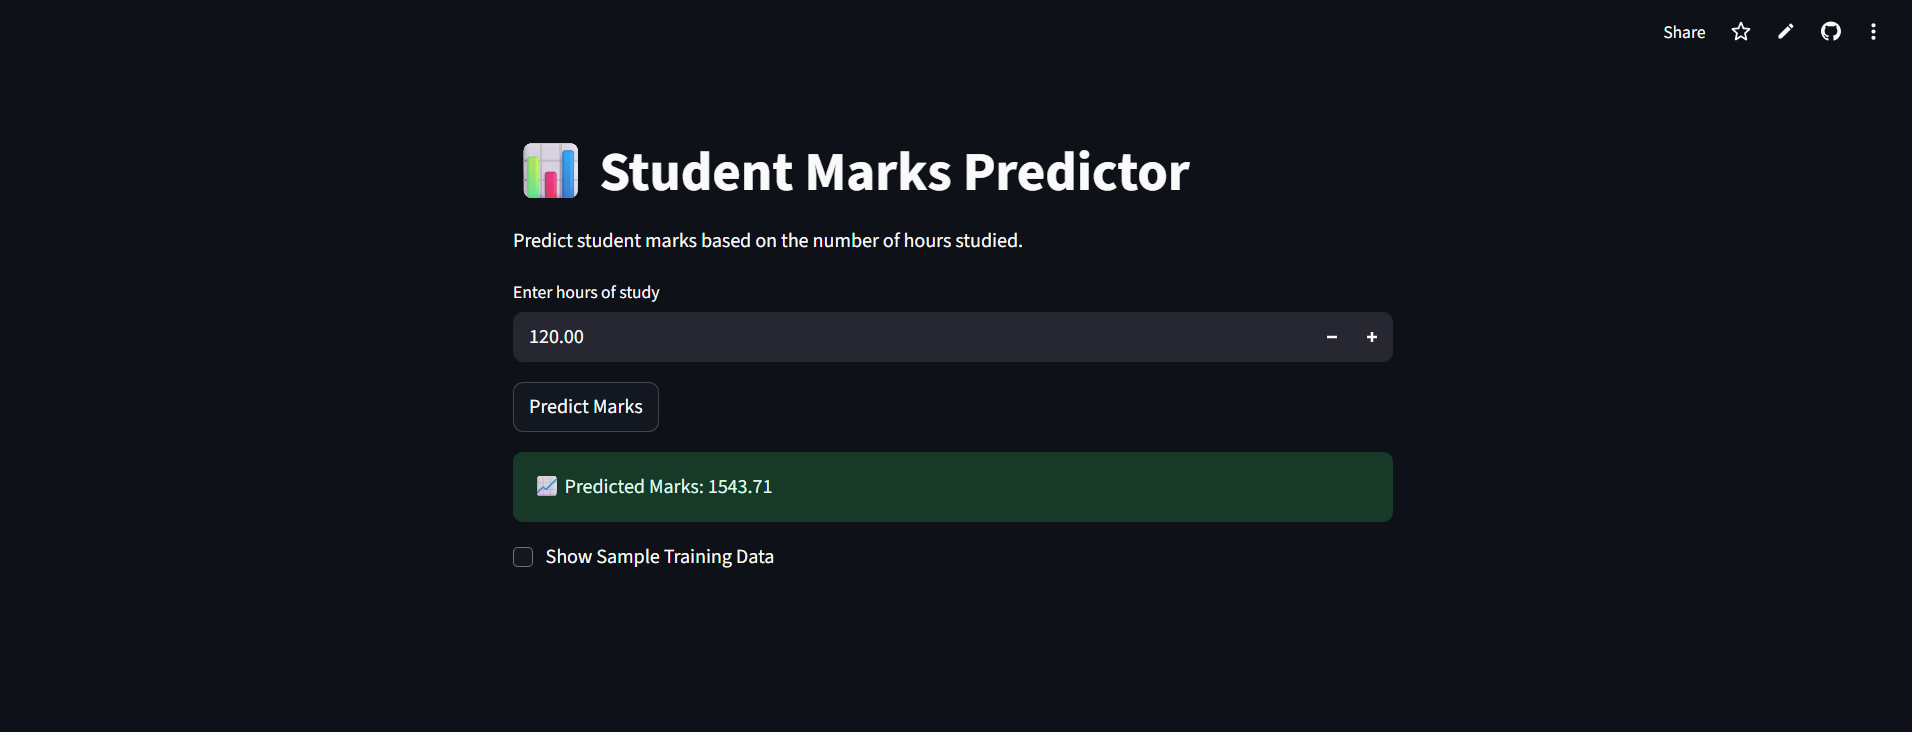 Share
Student Marks Predictor
Predict student marks based on the number of hours studied.
Enter hours of study
120.00
Predict Marks
Predicted Marks: 1543.71
Show Sample Training Data